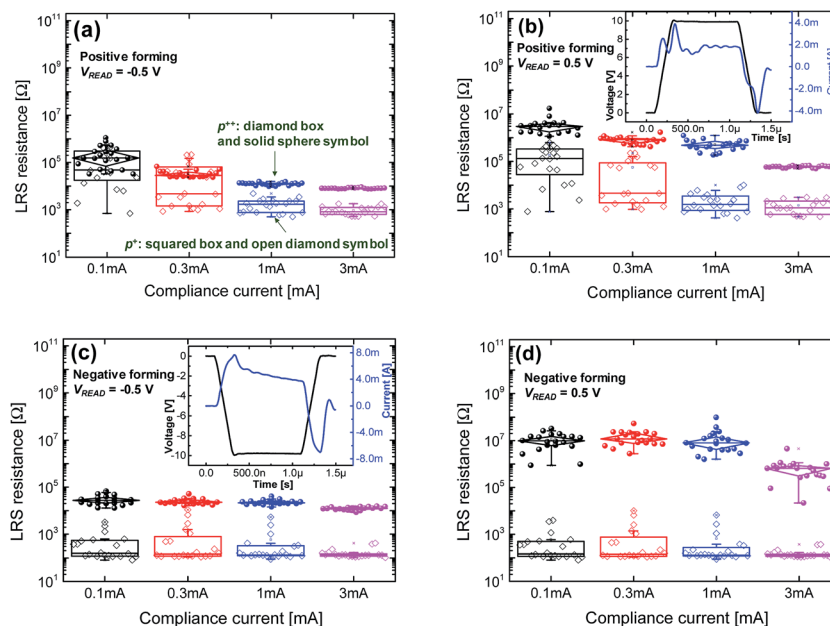 (a)
Positive forming
V_READ = -0.5 V
p++: diamond box
and solid sphere symbol
p+: squared box and open diamond symbol
LRS resistance [Ω]
10^11
10^9
10^7
10^5
10^3
10^1
0.1mA 0.3mA 1mA 3mA
Compliance current [mA]
(b)
Positive forming
V_READ = 0.5 V
Voltage [V]
10
8
6
4
2
0
Current [A]
4.0m
2.0m
0.0
-2.0m
-4.0m
0.0 500.0n 1.0μ 1.5μ
Time [s]
LRS resistance [Ω]
10^11
10^9
10^7
10^5
10^3
10^1
0.1mA 0.3mA 1mA 3mA
Compliance current [mA]
(c)
Negative forming
V_READ = -0.5 V
Voltage [V]
0
-2
-4
-6
-8
-10
Current [A]
8.0m
4.0m
0.0
-4.0m
-8.0m
0.0 500.0n 1.0μ 1.5μ
Time [s]
LRS resistance [Ω]
10^11
10^9
10^7
10^5
10^3
10^1
0.1mA 0.3mA 1mA 3mA
Compliance current [mA]
(d)
Negative forming
V_READ = 0.5 V
LRS resistance [Ω]
10^11
10^9
10^7
10^5
10^3
10^1
0.1mA 0.3mA 1mA 3mA
Compliance current [mA]